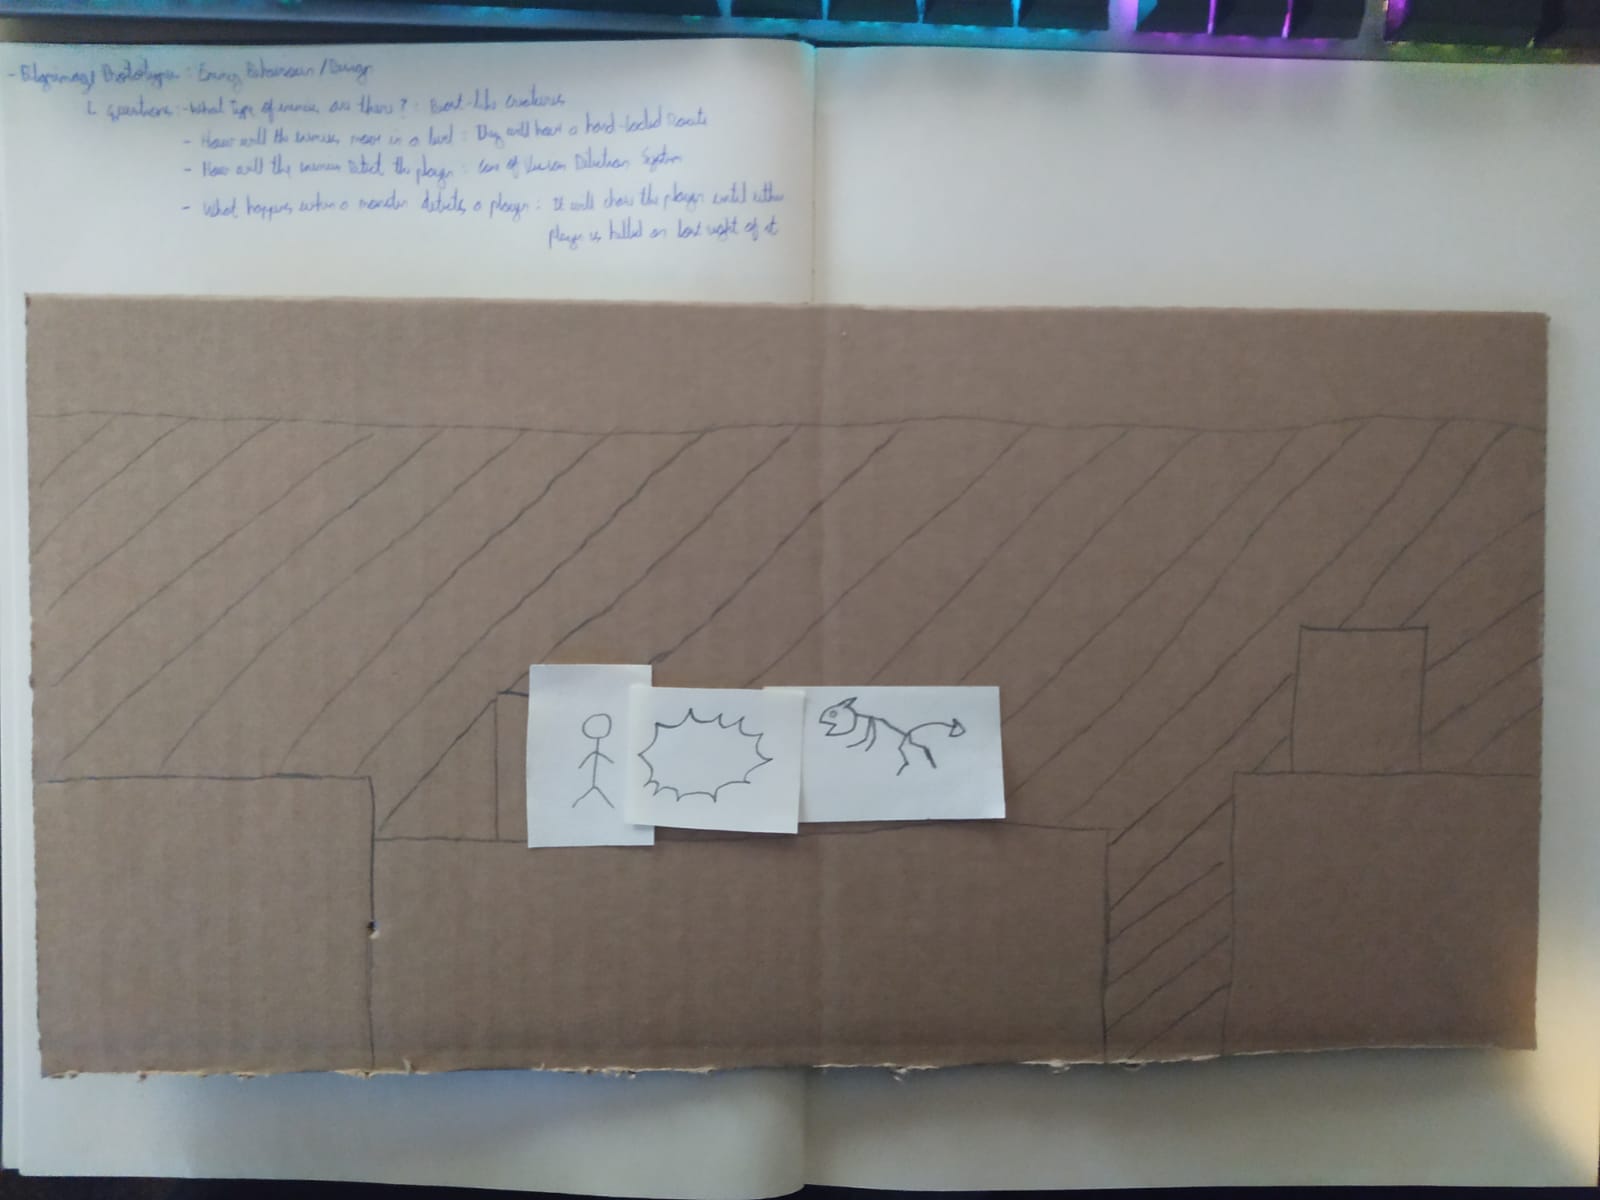 - Pilgrimage Prototype : Enemy Behaviour / Design
L Questions : - What Type of enemies are there? : Beast-like Creatures
- How will the enemies move in a level : They will have a hard-locked Route
- How will the enemies detect the player : Cone of Vision Detection System
- What happens when a monster detects a player : It will chase the player until either
player is killed or lost sight of it